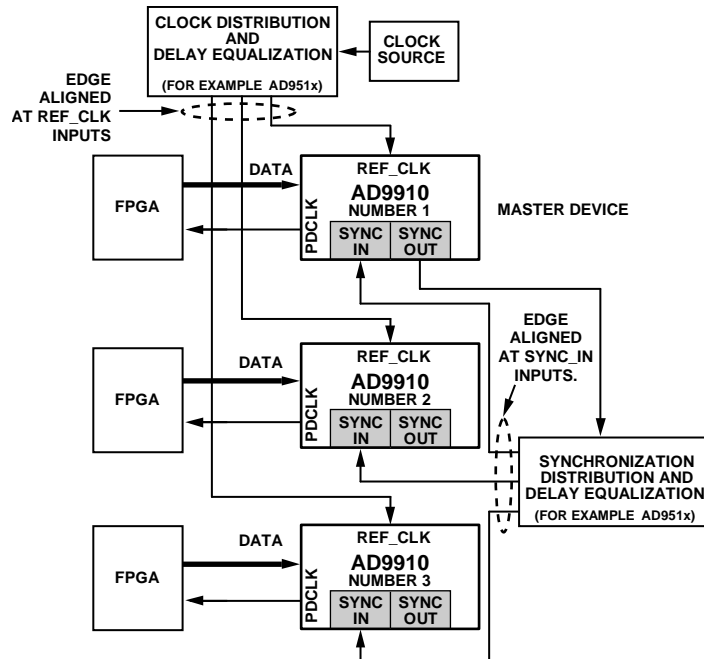 CLOCK DISTRIBUTION
AND
DELAY EQUALIZATION
(FOR EXAMPLE AD951x)
CLOCK
SOURCE
EDGE
ALIGNED
AT REF_CLK
INPUTS
FPGA
DATA
REF_CLK
AD9910
NUMBER 1
PDCLK
SYNC
IN
SYNC
OUT
MASTER DEVICE
FPGA
DATA
REF_CLK
AD9910
NUMBER 2
PDCLK
SYNC
IN
SYNC
OUT
EDGE
ALIGNED
AT SYNC_IN
INPUTS.
SYNCHRONIZATION
DISTRIBUTION AND
DELAY EQUALIZATION
(FOR EXAMPLE AD951x)
FPGA
DATA
REF_CLK
AD9910
NUMBER 3
PDCLK
SYNC
IN
SYNC
OUT